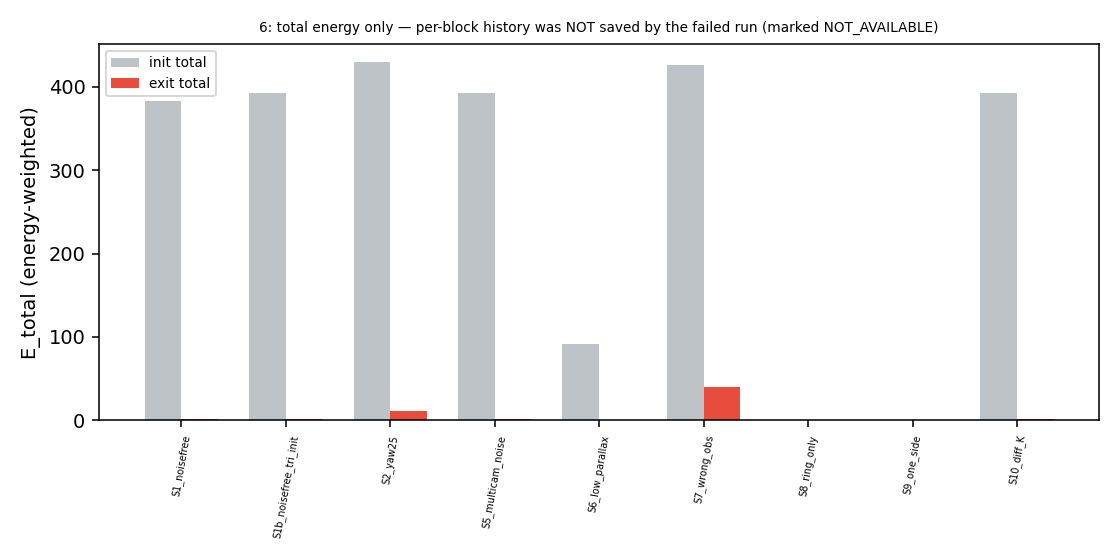 6: total energy only — per-block history was NOT saved by the failed run (marked NOT_AVAILABLE)
init total
exit total
E_total (energy-weighted)
400
300
200
100
0
S1_noisefree
S1b_noisefree_tri_init
S2_yaw25
S5_multicam_noise
S6_low_parallax
S7_wrong_obs
S8_ring_only
S9_one_side
S10_diff_K